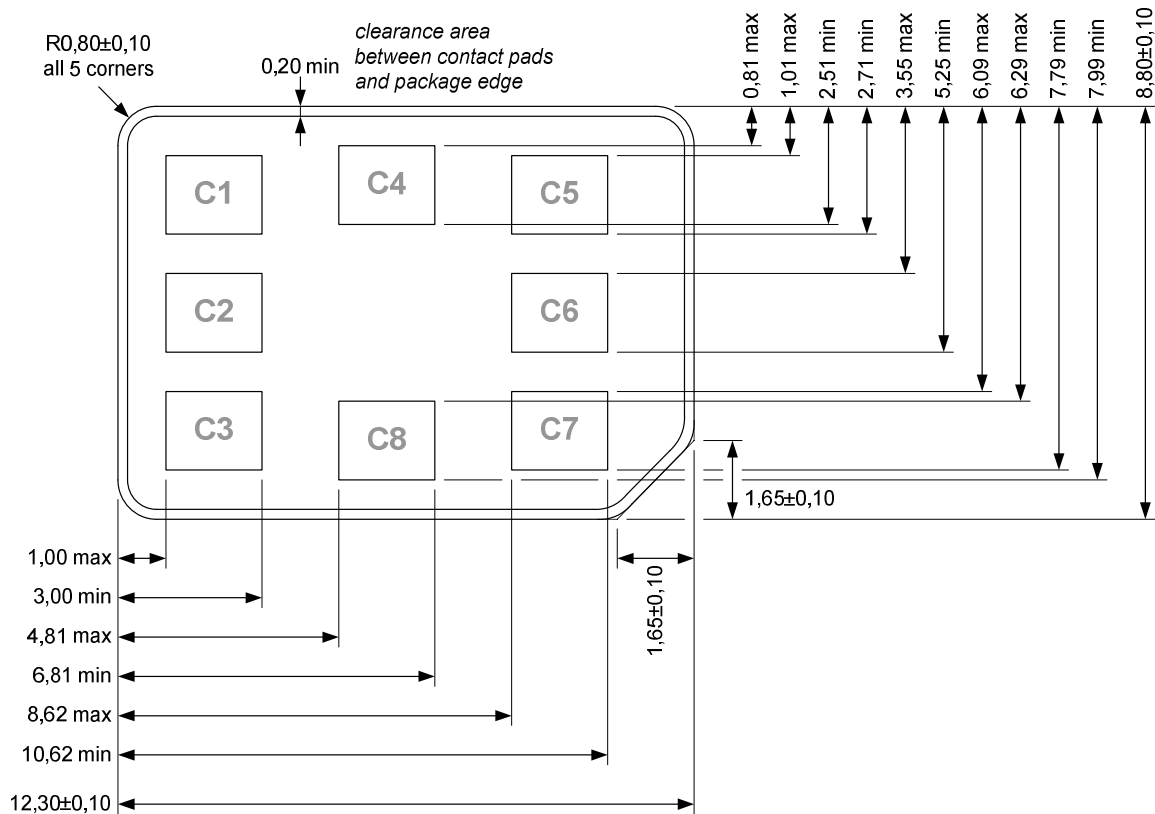 R0,80±0,10
all 5 corners
0,20 min
clearance area
between contact pads
and package edge
0,81 max
1,01 max
2,51 min
2,71 min
3,55 max
5,25 min
6,09 max
6,29 max
7,79 min
7,99 min
8,80±0,10
C1
C4
C5
C2
C6
C3
C8
C7
1,65±0,10
1,65±0,10
1,00 max
3,00 min
4,81 max
6,81 min
8,62 max
10,62 min
12,30±0,10